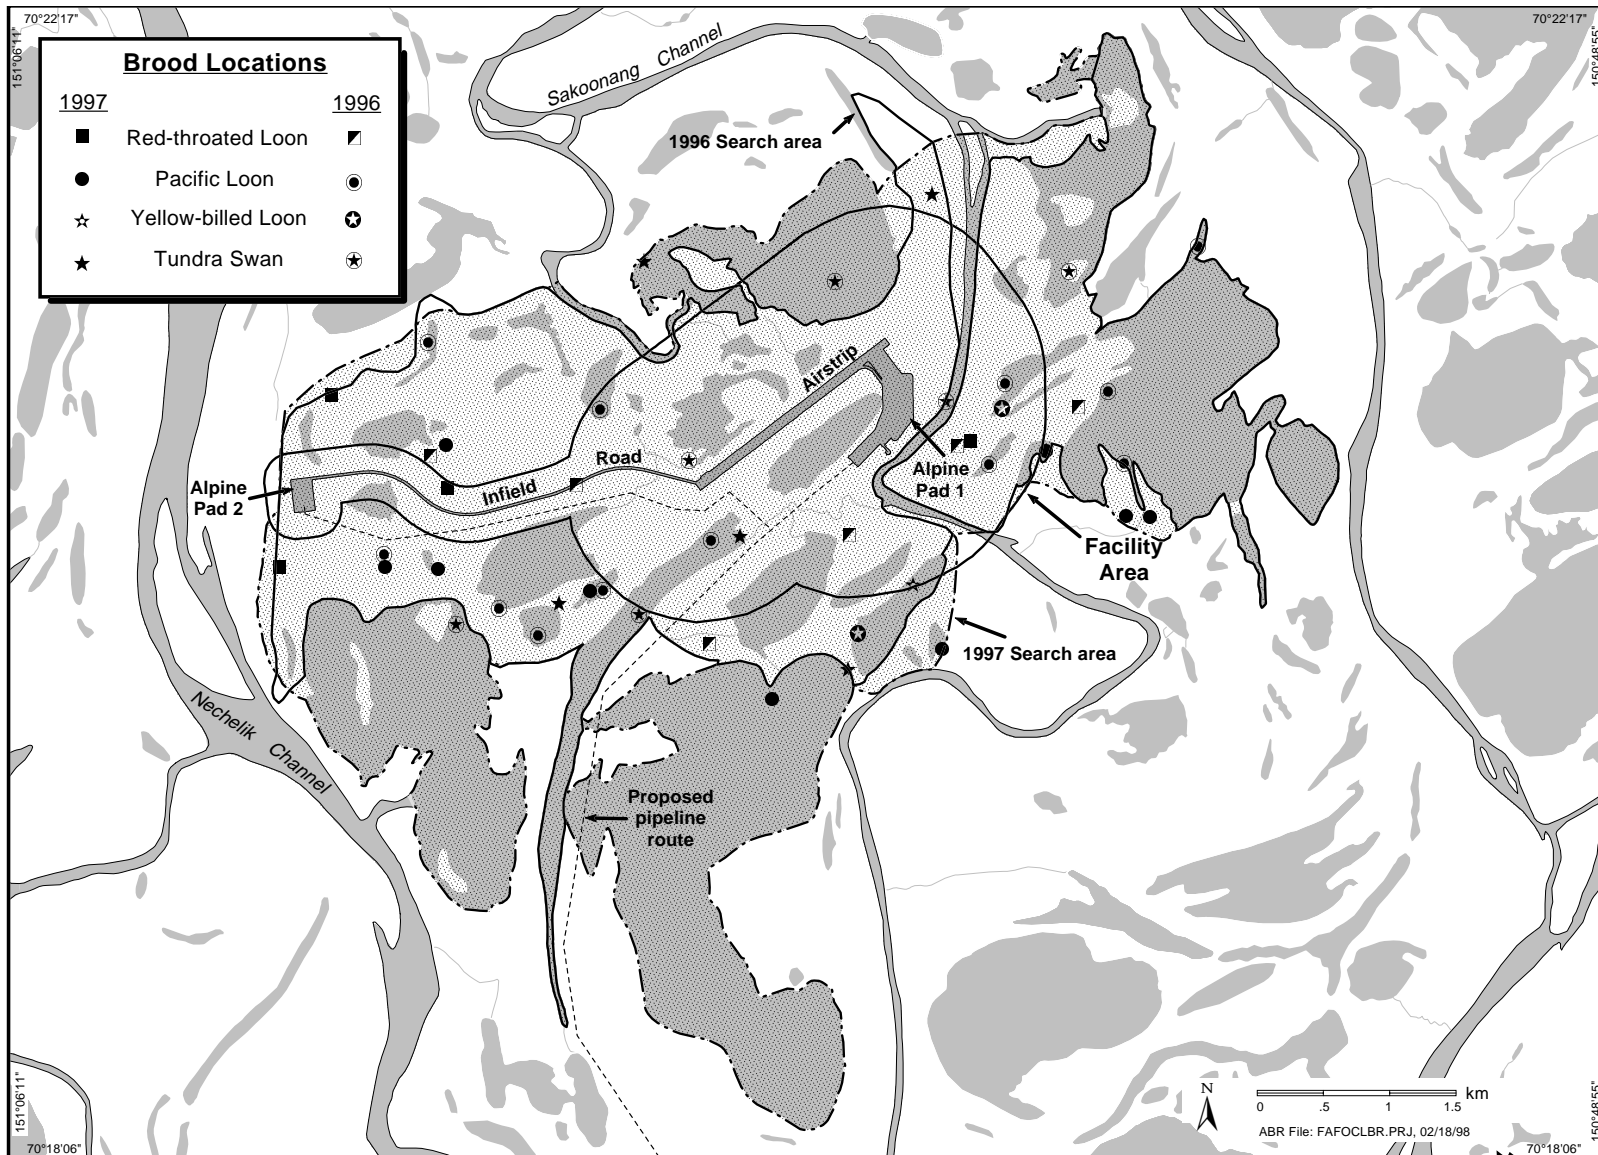 70°22'17"
70°22'17"
151°06'11"
150°48'55"
Brood Locations
1997
1996
Red-throated Loon
Pacific Loon
Yellow-billed Loon
Tundra Swan
Sakoonang Channel
1996 Search area
Airstrip
Road
Infield
Alpine
Pad 2
Alpine
Pad 1
Facility
Area
1997 Search area
Nechelik Channel
Proposed
pipeline
route
N
km
0 .5 1 1.5
ABR File: FAFOCLBR.PRJ, 02/18/98
151°06'11"
150°48'55"
70°18'06"
70°18'06"